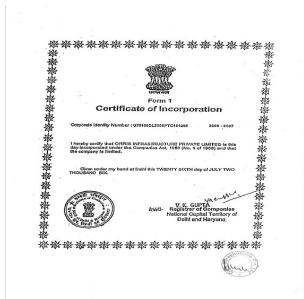 Form 1
Certificate of Incorporation
Corporate Identity Number : 2006 - 2007
I hereby certify that INFRASTRUCTURE PRIVATE LIMITED is this
day incorporated under the Companies Act, 1956 (No. 1 of 1956) and that
the company is limited.
Given under my hand at Delhi this TWENTY SIXTH day of JULY TWO
THOUSAND SIX.
V. K. GUPTA
Registrar of Companies
National Capital Territory of
Delhi and Haryana